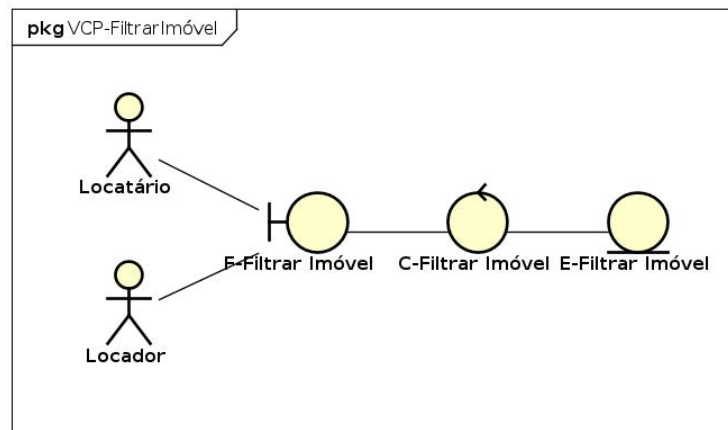 pkg VCP-FiltrarImóvel
Locatário
F-Filtrar Imóvel
C-Filtrar Imóvel
E-Filtrar Imóvel
Locador